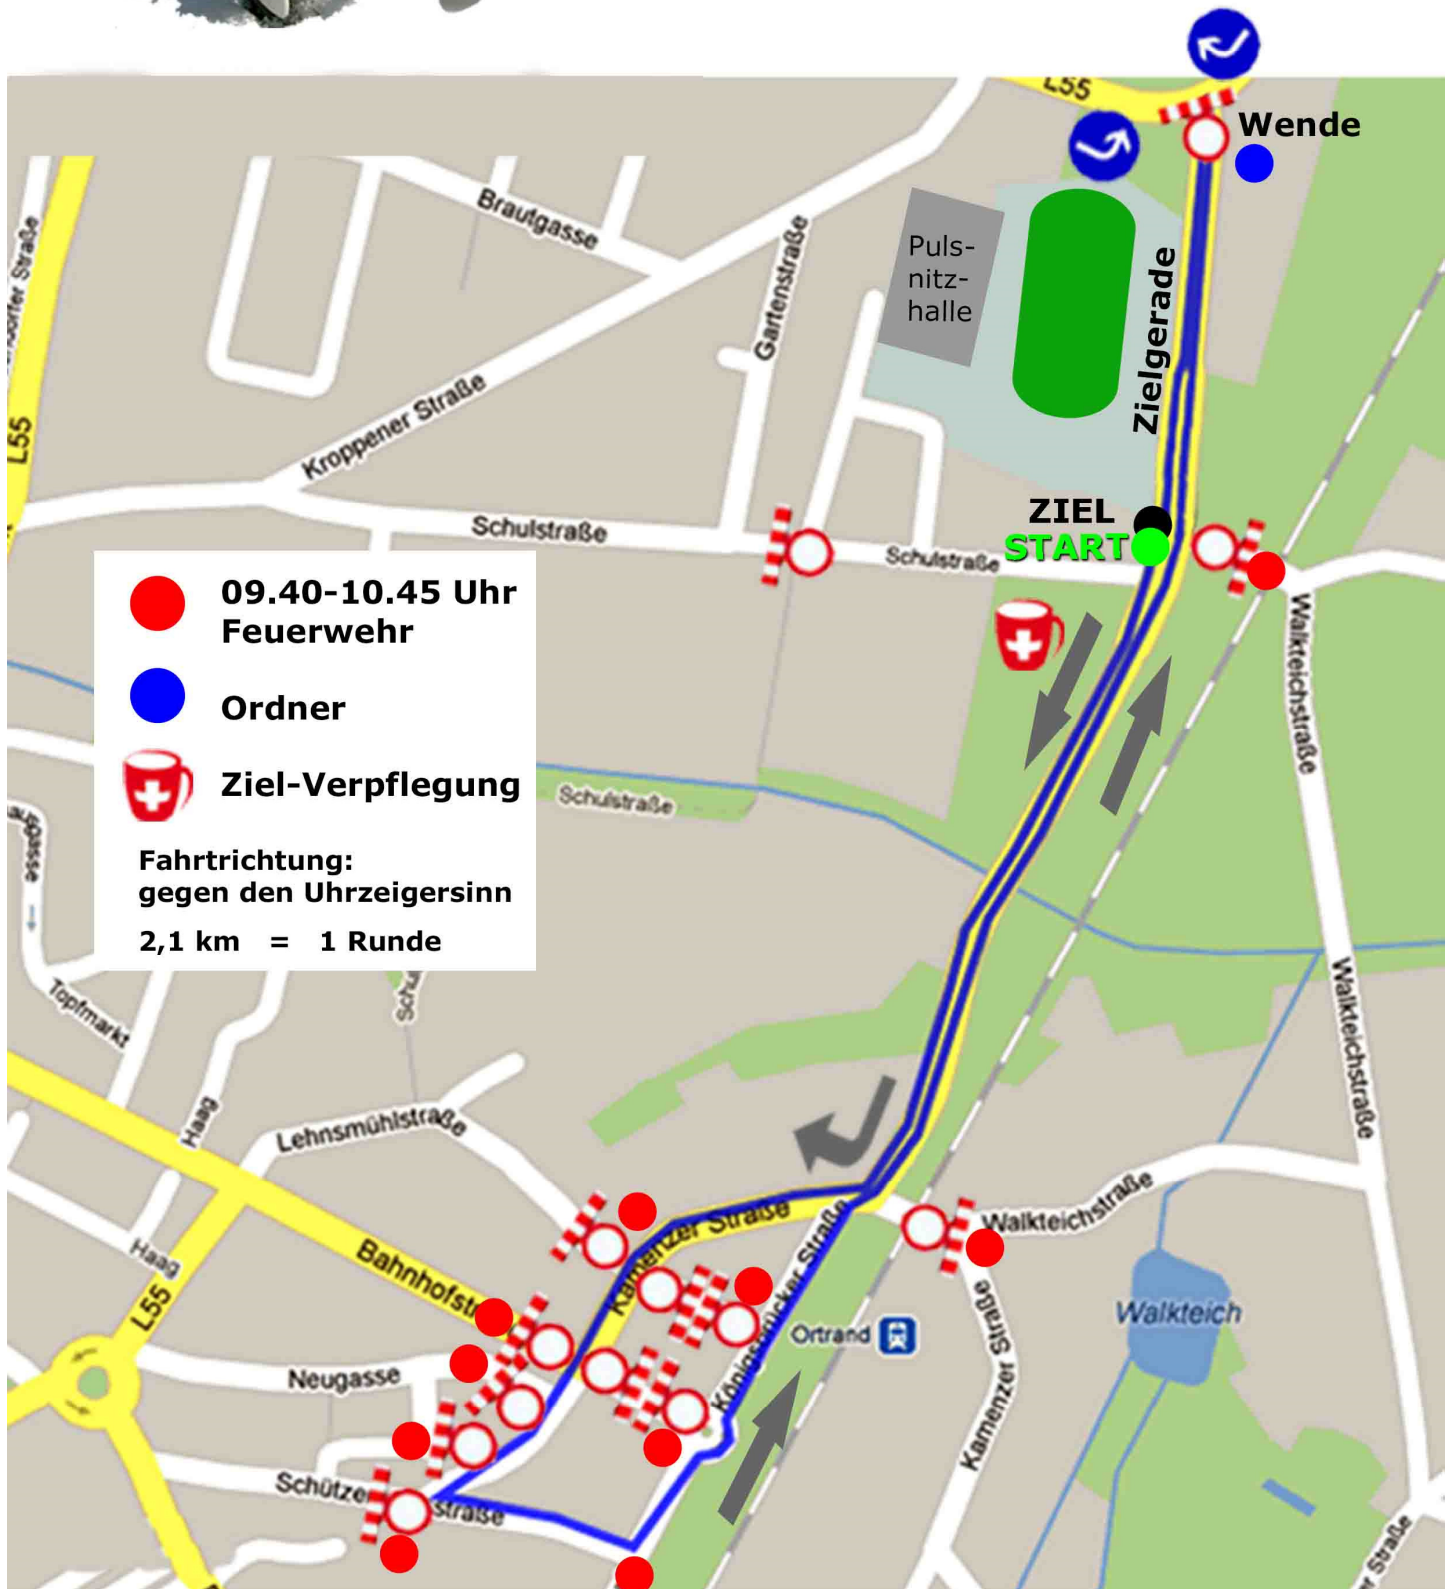 L55
Wende
Brautgasse
Gartenstraße
Puls-
nitz-
halle
Zielgerade
L55
Kroppener Straße
Schulstraße
ZIEL
START
Schulstraße
Walkteichstraße
09.40-10.45 Uhr
Feuerwehr
Ordner
Ziel-Verpflegung
Schulstraße
Fahrtrichtung:
gegen den Uhrzeigersinn
2,1 km = 1 Runde
Topfmarkt
Walkteichstraße
Haag
Lehnsmühlstraße
Haag
L55
Bahnhofstr
Kamenzer Straße
Königsbrücker Straße
Walkteichstraße
Walkteich
Ortrand
Kamenzer Straße
Neugasse
Schütze
straße
r Straße